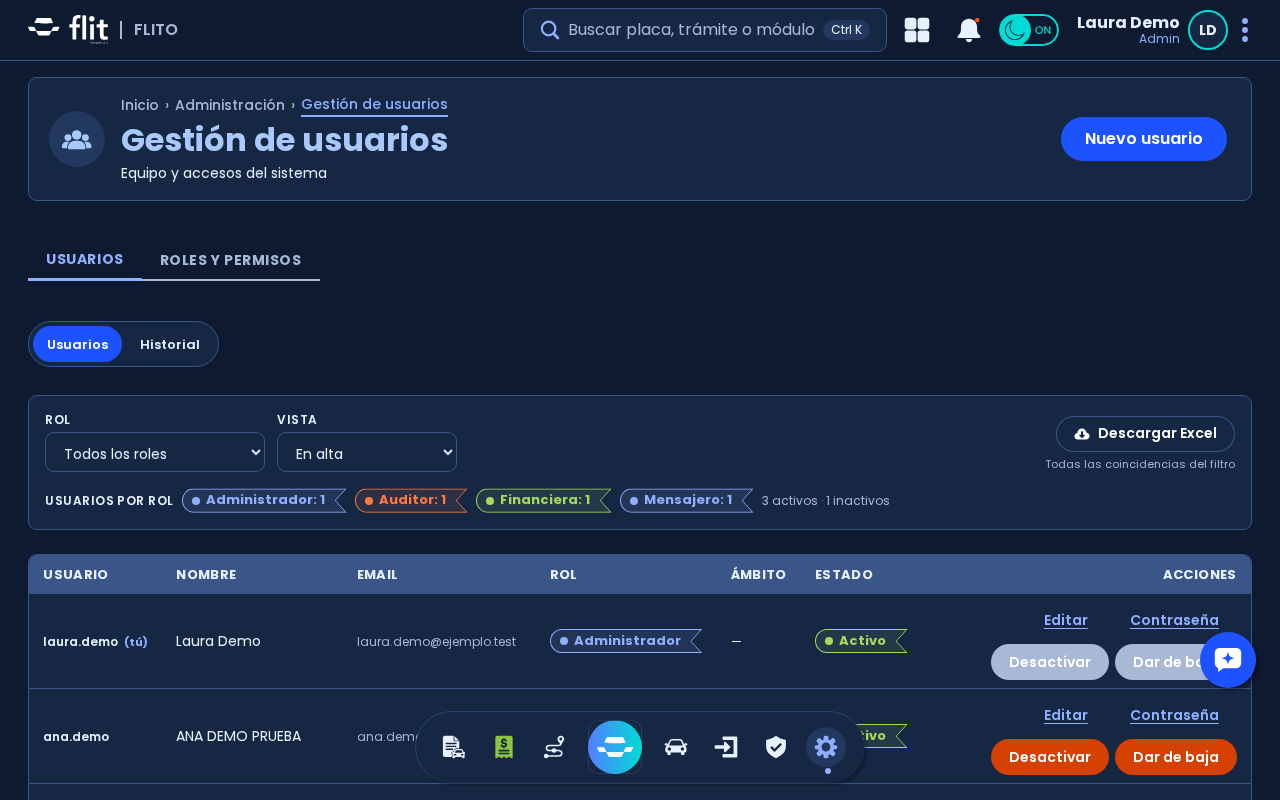 flit | FLITO
Buscar placa, trámite o módulo Ctrl K
ON
Laura Demo
Admin
LD
Inicio › Administración › Gestión de usuarios
Gestión de usuarios
Equipo y accesos del sistema
Nuevo usuario
USUARIOS ROLES Y PERMISOS
Usuarios Historial
ROL VISTA
Todos los roles En alta
Descargar Excel
Todas las coincidencias del filtro
USUARIOS POR ROL Administrador: 1 Auditor: 1 Financiera: 1 Mensajero: 1 3 activos · 1 inactivos
USUARIO NOMBRE EMAIL ROL ÁMBITO ESTADO ACCIONES
laura.demo (tú) Laura Demo laura.demo@ejemplo.test Administrador — Activo Editar Contraseña
Desactivar Dar de ba
ana.demo ANA DEMO PRUEBA ana.demo tivo Editar Contraseña
Desactivar Dar de baja